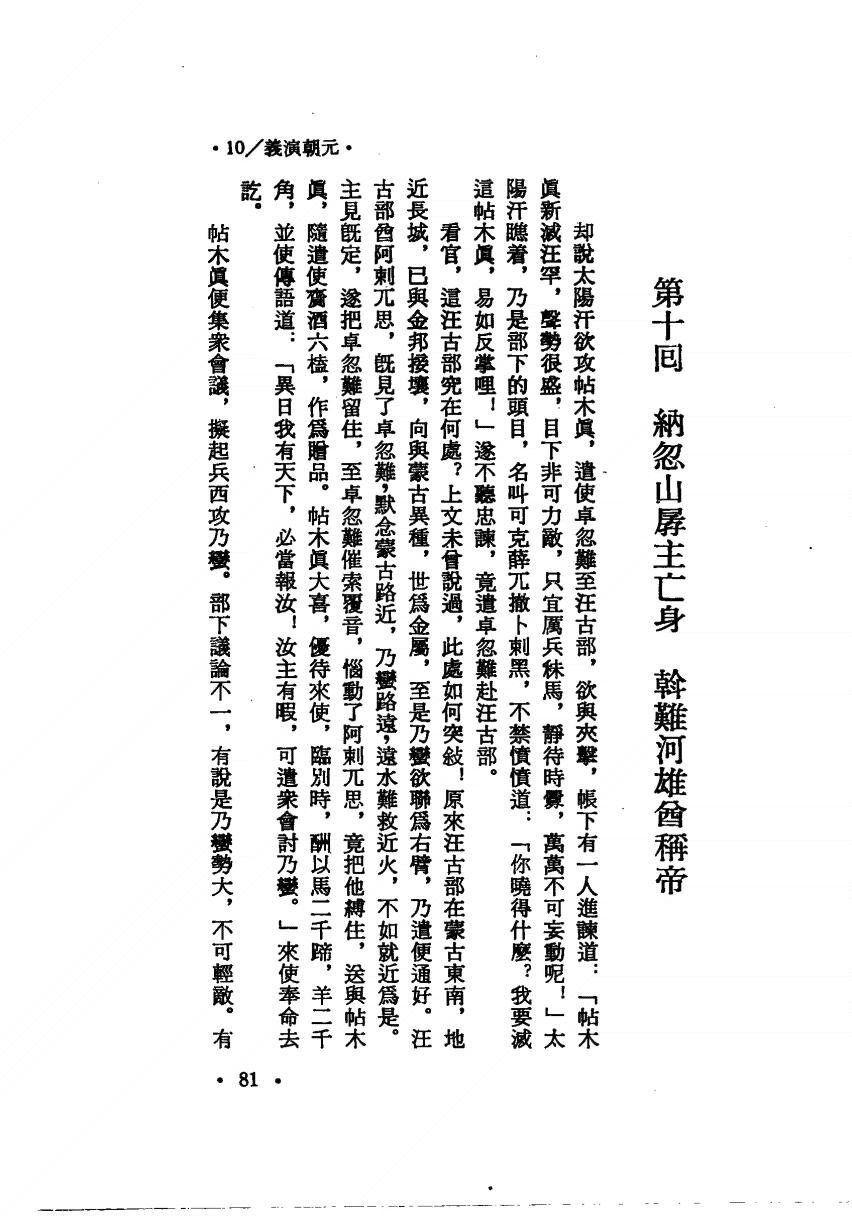 ·10／義演朝元·
第十回　納忽山孱主亡身　斡難河雄酋稱帝
却說太陽汗欲攻帖木眞，遣使卓忽難至汪古部，欲與夾擊，帳下有一人進諫道：「帖木
眞新滅汪罕，聲勢很盛，目下非可力敵，只宜厲兵秣馬，靜待時釁，萬萬不可妄動呢！」太
陽汗瞧着，乃是部下的頭目，名叫可克薛兀撒卜剌黑，不禁憤憤道：「你曉得什麼？我要滅
這帖木眞，易如反掌哩！」遂不聽忠諫，竟遣卓忽難赴汪古部。
看官，這汪古部究在何處？上文未曾說過，此處如何突敍！原來汪古部在蒙古東南，地
近長城，已與金邦接壤，向與蒙古異種，世爲金屬，至是乃蠻欲聯爲右臂，乃遣使通好。汪
古部酋阿剌兀思，旣見了卓忽難，默念蒙古路近，乃蠻路遠，遠水難救近火，不如就近爲是。
主見旣定，遂把卓忽難留住，至卓忽難催索覆音，惱動了阿剌兀思，竟把他縛住，送與帖木
眞，隨遣使齎酒六榼，作爲贈品。帖木眞大喜，優待來使，臨別時，酬以馬二千蹄，羊二千
角，並使傳語道：「異日我有天下，必當報汝！汝主有暇，可遣衆會討乃蠻。」來使奉命去
訖。
帖木眞便集衆會議，擬起兵西攻乃蠻。部下議論不一，有說是乃蠻勢大，不可輕敵。有
·81·